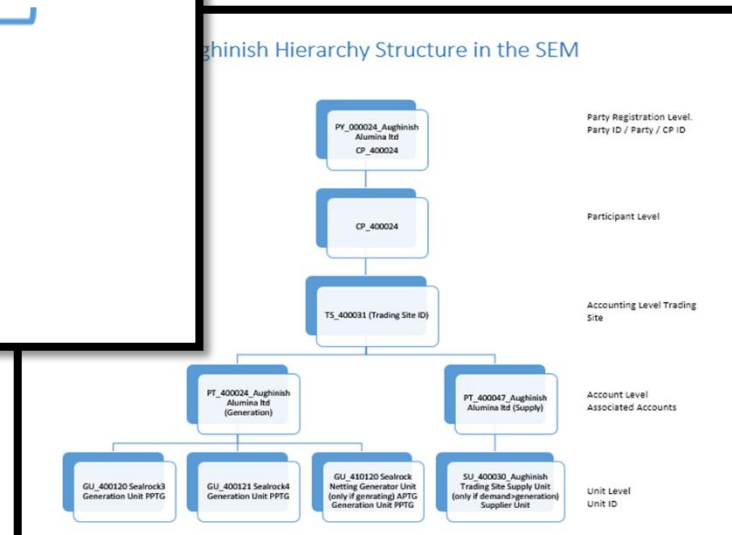 ghinish Hierarchy Structure in the SEM
PY_000024_Aughinish
Alumina ltd
CP_400024
Party Registration Level.
Party ID / Party / CP ID
CP_400024
Participant Level
TS_400031 (Trading Site ID)
Accounting Level Trading
Site
PT_400024_Aughinish
Alumina ltd
(Generation)
PT_400047_Aughinish
Alumina ltd (Supply)
Account Level
Associated Accounts
GU_400120 Sealrock3
Generation Unit PPTG
GU_400121 Sealrock4
Generation Unit PPTG
GU_410120 Sealrock
Netting Generator Unit
(only if genrating) APTG
Generation Unit PPTG
SU_400030_Aughinish
Trading Site Supply Unit
(only if demand>generation)
Supplier Unit
Unit Level
Unit ID